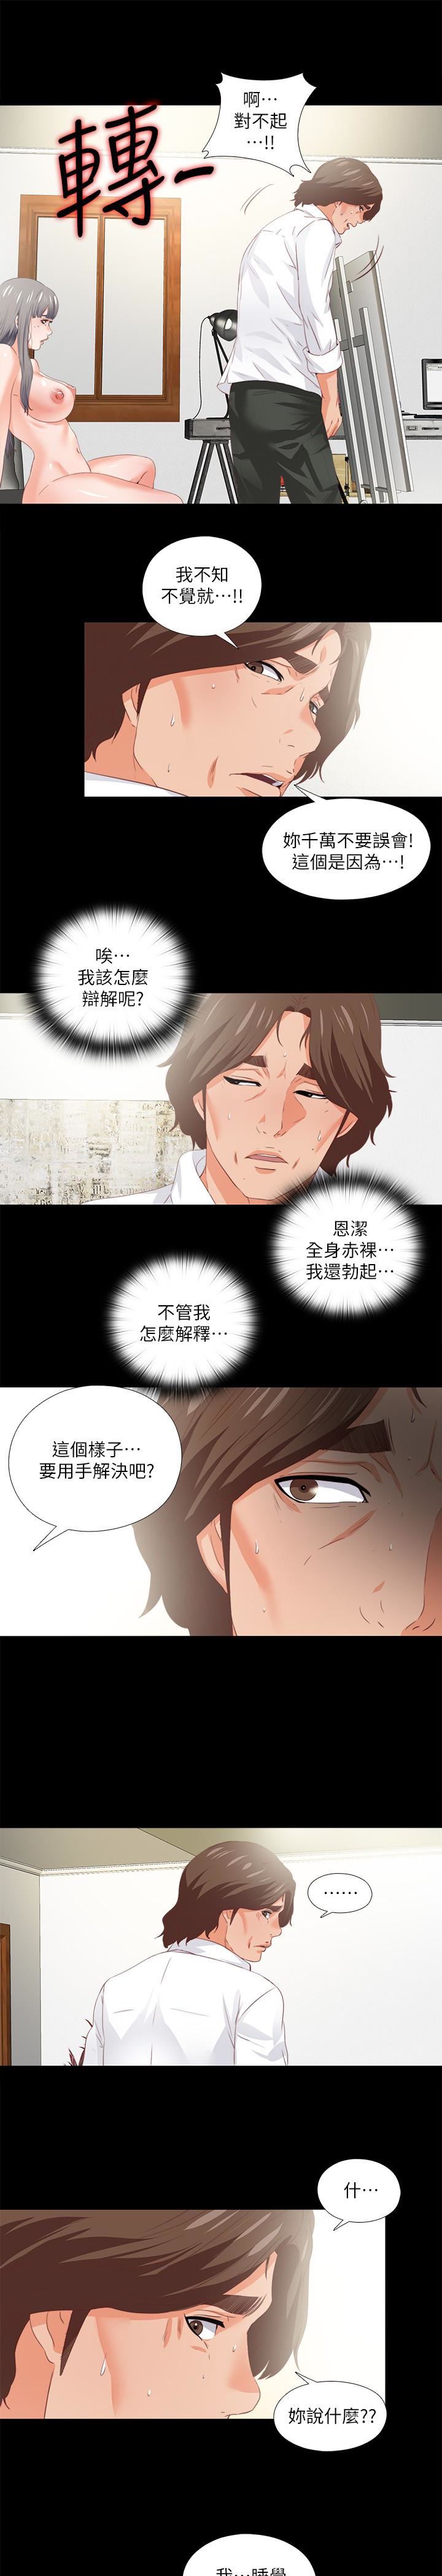 啊⋯
對不起
⋯!!
轉-
我不知
不覺就⋯!!
妳千萬不要誤會!
這個是因為⋯!
唉⋯
我該怎麼
辯解呢?
恩潔
全身赤裸⋯
我還勃起⋯
不管我
怎麼解釋⋯
這個樣子⋯
要用手解決吧?
⋯⋯
什⋯
妳說什麼??
我⋯睡覺